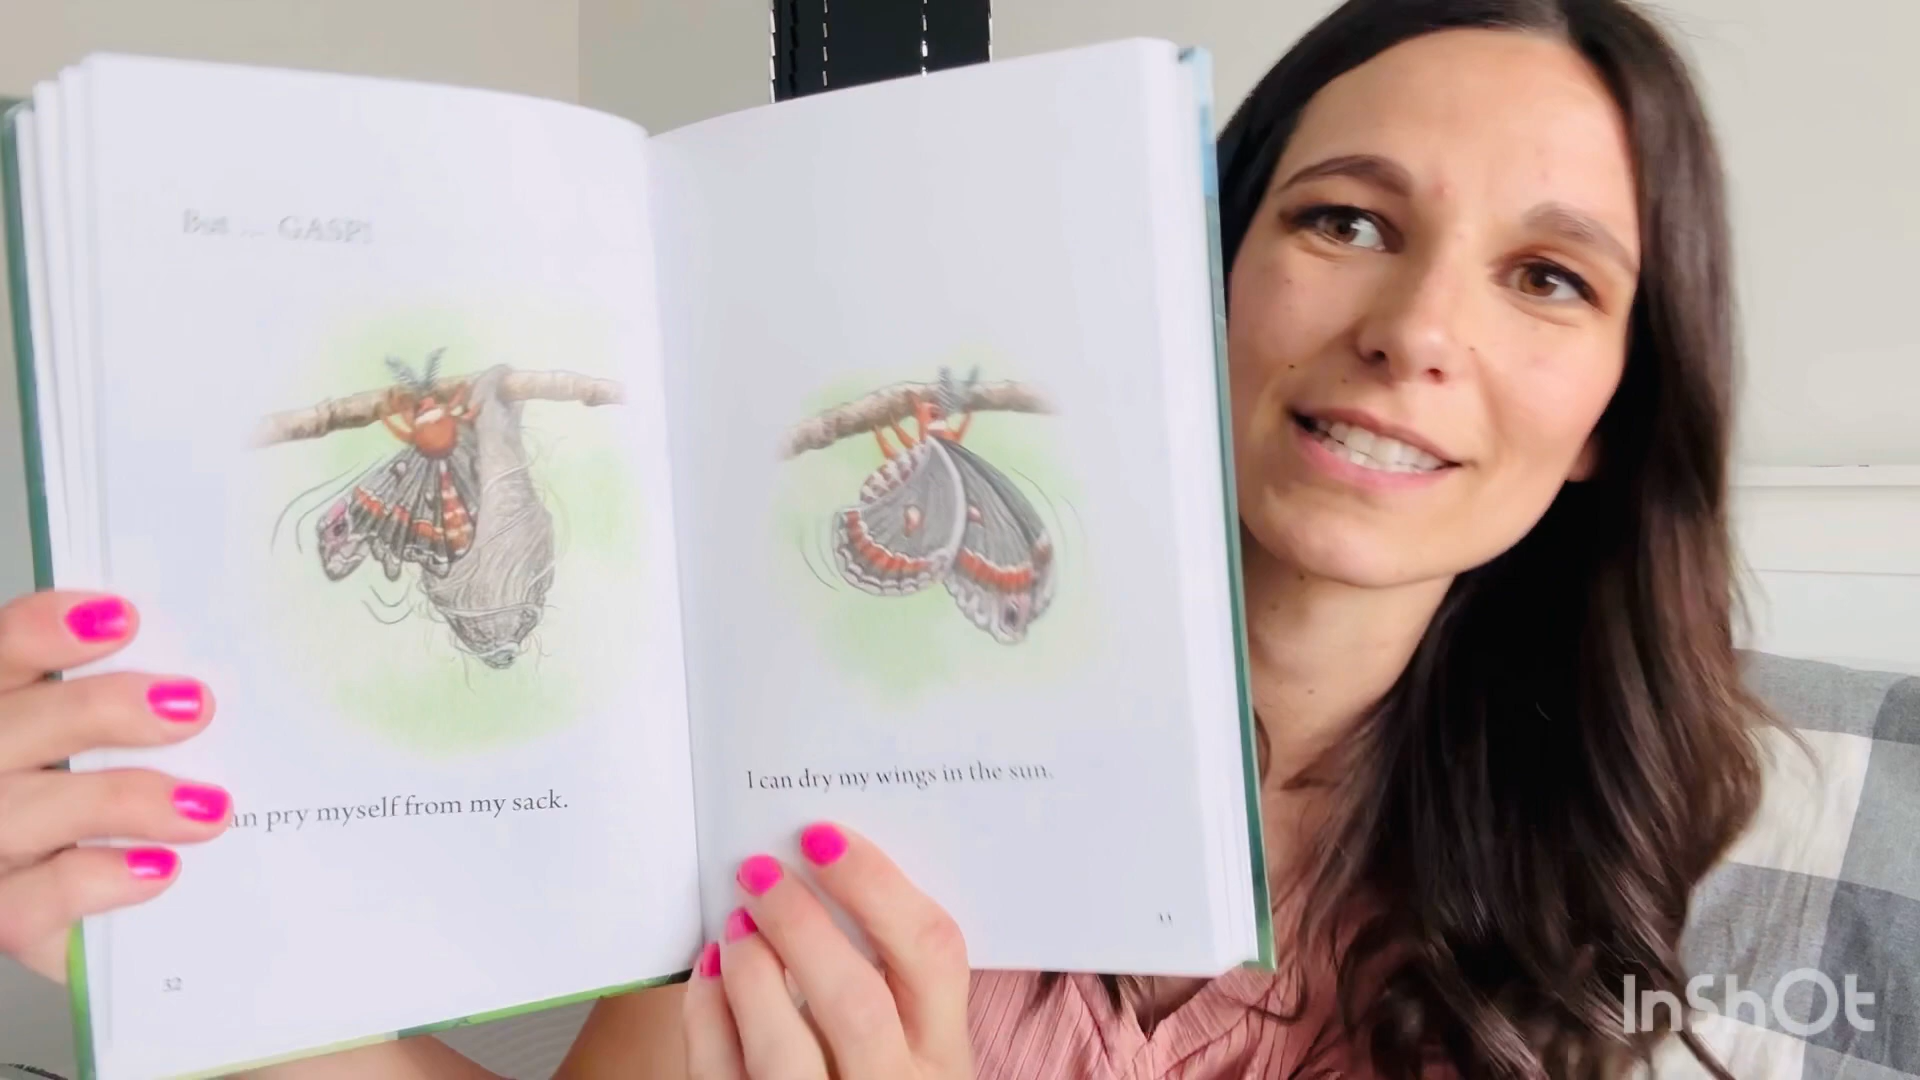 But ... GASP!
an pry myself from my sack.
32
I can dry my wings in the sun.
33
InShOt